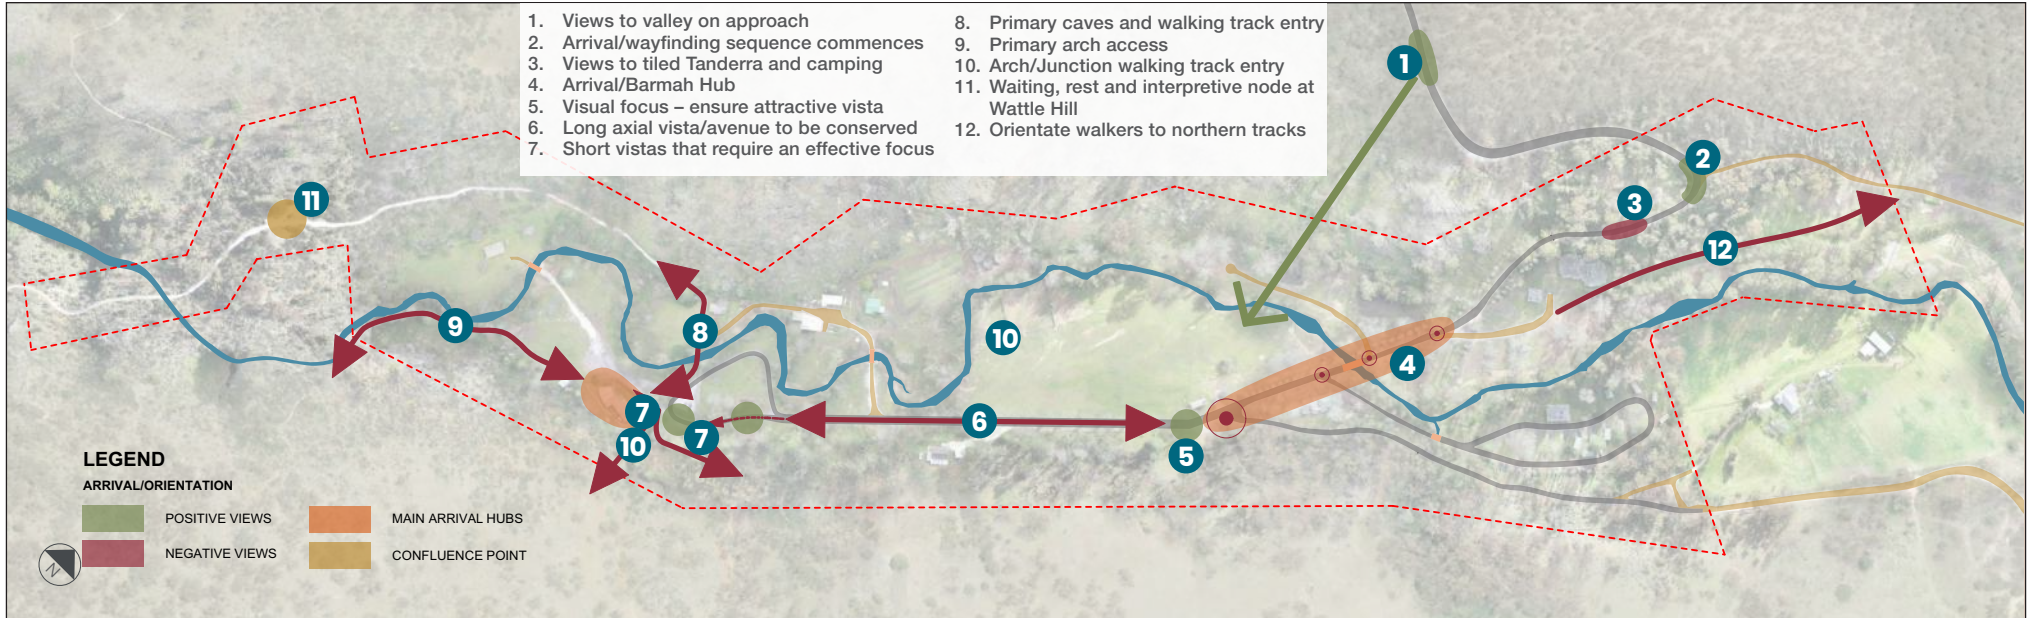 1. Views to valley on approach
2. Arrival/wayfinding sequence commences
3. Views to tiled Tanderra and camping
4. Arrival/Barmah Hub
5. Visual focus – ensure attractive vista
6. Long axial vista/avenue to be conserved
7. Short vistas that require an effective focus
8. Primary caves and walking track entry
9. Primary arch access
10. Arch/Junction walking track entry
11. Waiting, rest and interpretive node at
Wattle Hill
12. Orientate walkers to northern tracks
1
2
3
11
12
8
9
10
4
7
6
7
10
5
LEGEND
ARRIVAL/ORIENTATION
POSITIVE VIEWS
MAIN ARRIVAL HUBS
NEGATIVE VIEWS
CONFLUENCE POINT
N